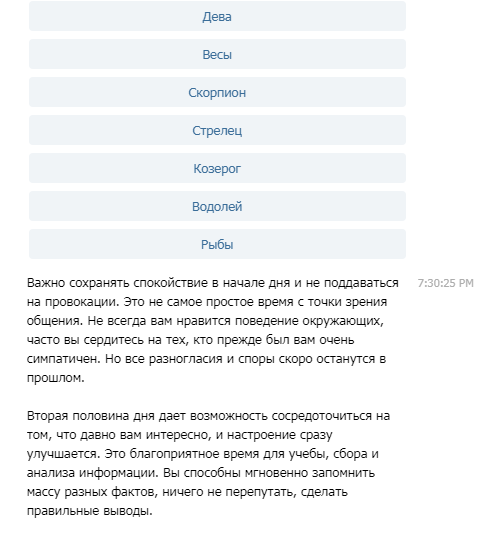 Дева
Весы
Скорпион
Стрелец
Козерог
Водолей
Рыбы
Важно сохранять спокойствие в начале дня и не поддаваться 7:30:25 PM
на провокации. Это не самое простое время с точки зрения
общения. Не всегда вам нравится поведение окружающих,
часто вы сердитесь на тех, кто прежде был вам очень
симпатичен. Но все разногласия и споры скоро останутся в
прошлом.
Вторая половина дня дает возможность сосредоточиться на
том, что давно вам интересно, и настроение сразу
улучшается. Это благоприятное время для учебы, сбора и
анализа информации. Вы способны мгновенно запомнить
массу разных фактов, ничего не перепутать, сделать
правильные выводы.